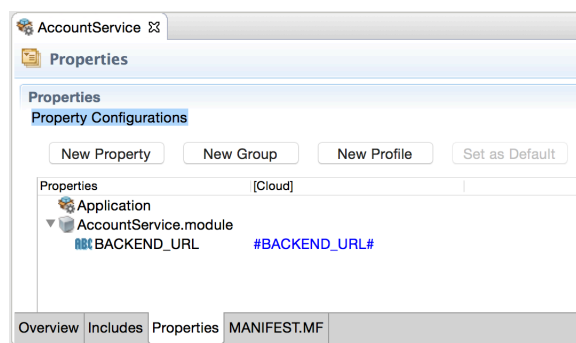 AccountService
Properties
Properties
Property Configurations
New Property New Group New Profile Set as Default
Properties [Cloud]
Application
AccountService.module
ABC BACKEND_URL #BACKEND_URL#
Overview Includes Properties MANIFEST.MF